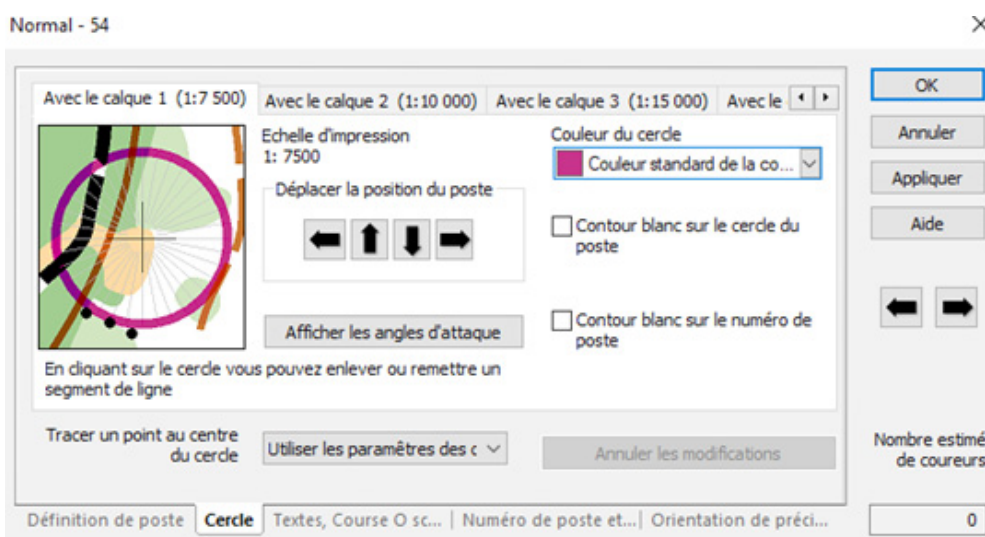 Normal - 54
Avec le calque 1 (1:7 500)
Avec le calque 2 (1:10 000)
Avec le calque 3 (1:15 000)
Avec le
OK
Echelle d'impression
1: 7500
Couleur du cercle
Couleur standard de la co...
Annuler
Déplacer la position du poste
Appliquer
Contour blanc sur le cercle du
poste
Aide
Afficher les angles d'attaque
Contour blanc sur le numéro de
poste
En cliquant sur le cercle vous pouvez enlever ou remettre un
segment de ligne
Tracer un point au centre
du cercle
Utiliser les paramètres des c
Annuler les modifications
Nombre estimé
de coureurs
Définition de poste
Cercle
Textes, Course O sc...
Numéro de poste et...
Orientation de préci...
0